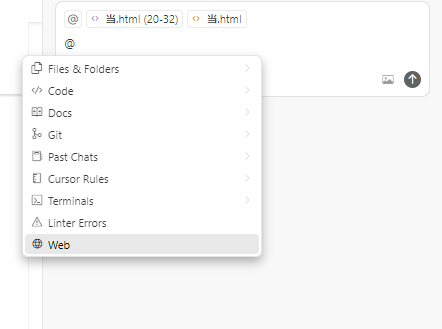 @ 当.html (20-32) 当.html
@
Files & Folders
Code
Docs
Git
Past Chats
Cursor Rules
Terminals
Linter Errors
Web